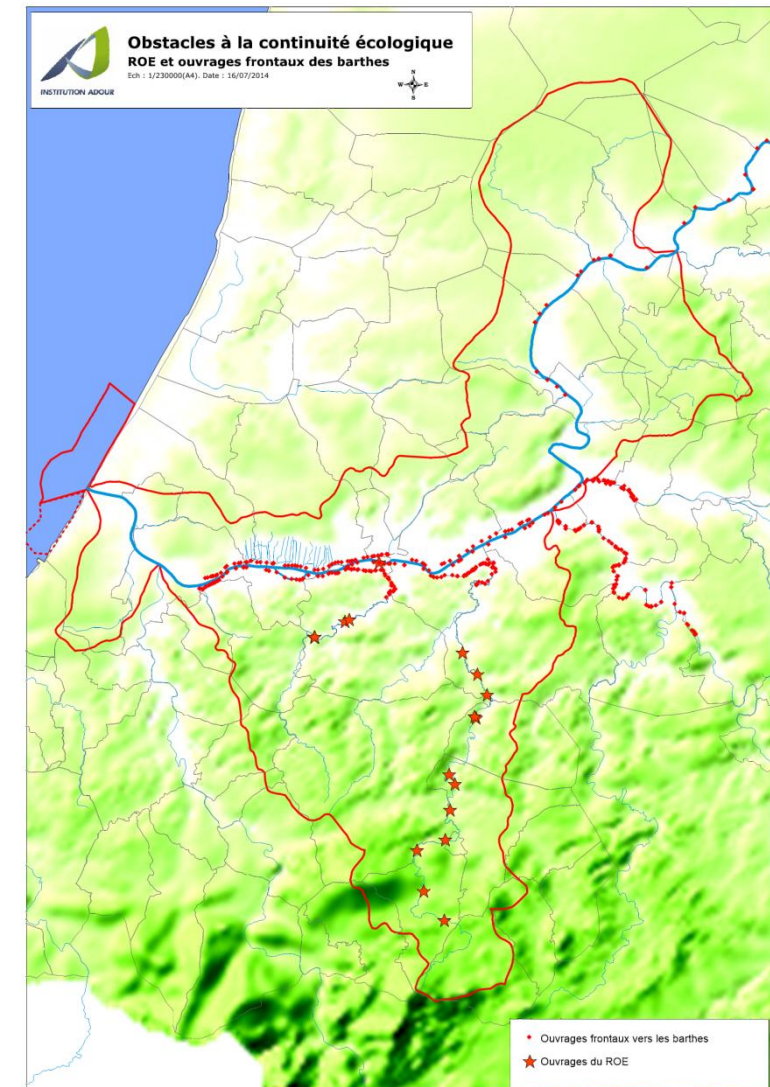 Obstacles à la continuité écologique
ROE et ouvrages frontaux des barthes
Ech : 1/230000(A4). Date : 16/07/2014
INSTITUTION ADOUR
N
W E
S
Ouvrages frontaux vers les barthes
Ouvrages du ROE